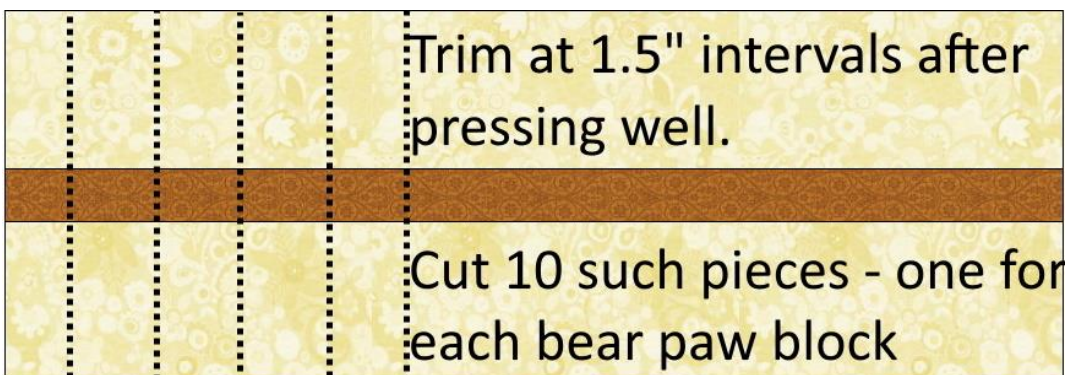 Trim at 1.5" intervals after
pressing well.
Cut 10 such pieces - one for
each bear paw block